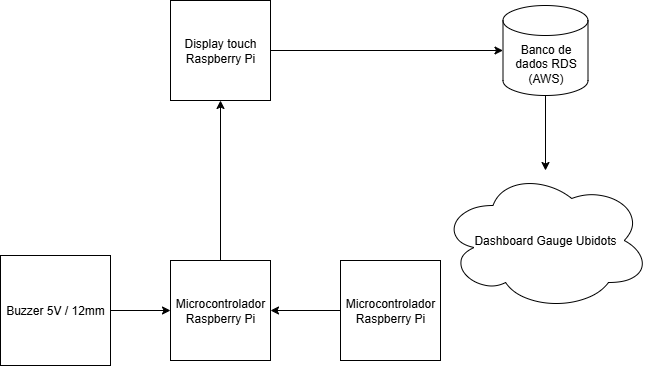 Display touch
Raspberry Pi
Banco de
dados RDS
(AWS)
Dashboard Gauge Ubidots
Buzzer 5V / 12mm
Microcontrolador
Raspberry Pi
Microcontrolador
Raspberry Pi